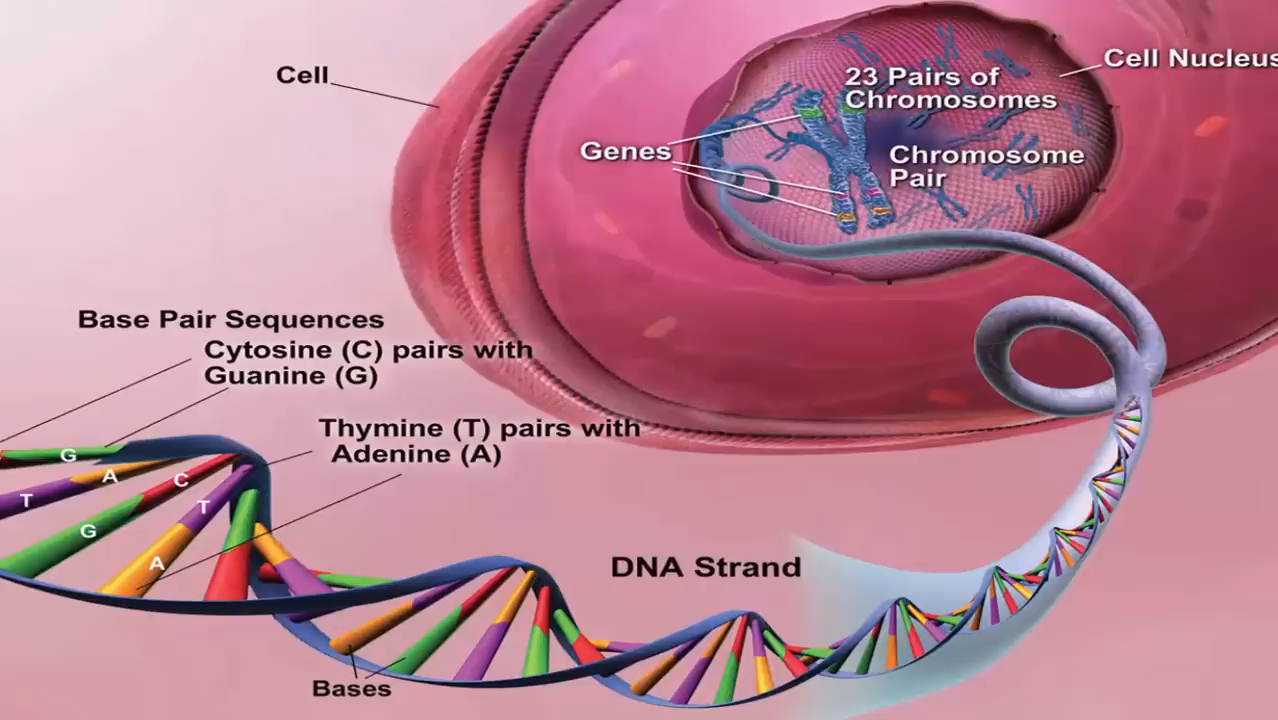 Cell
Cell Nucleus
23 Pairs of
Chromosomes
Genes
Chromosome
Pair
Base Pair Sequences
Cytosine (C) pairs with
Guanine (G)
Thymine (T) pairs with
Adenine (A)
G
A
C
T
T
G
A
DNA Strand
Bases